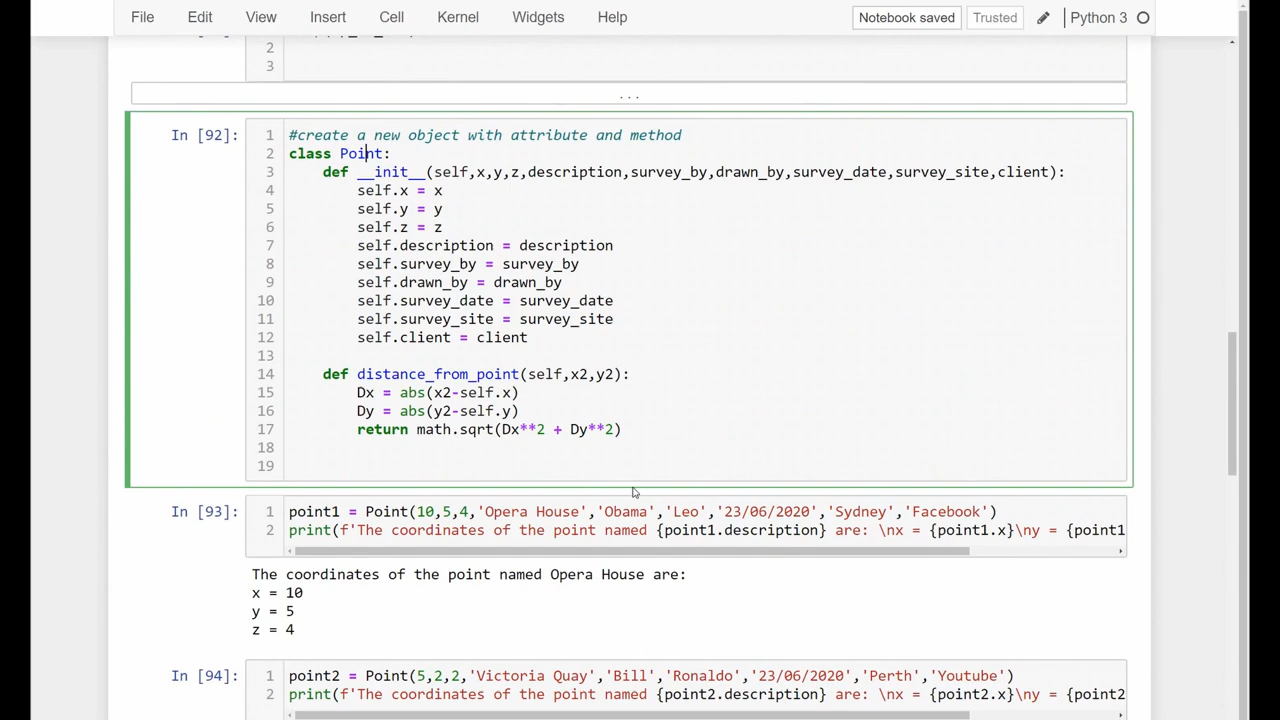 File Edit View Insert Cell Kernel Widgets Help Notebook saved Trusted Python 3
2
3
...
In [92]:
1 #create a new object with attribute and method
2 class Point:
3 def __init__(self,x,y,z,description,survey_by,drawn_by,survey_date,survey_site,client):
4 self.x = x
5 self.y = y
6 self.z = z
7 self.description = description
8 self.survey_by = survey_by
9 self.drawn_by = drawn_by
10 self.survey_date = survey_date
11 self.survey_site = survey_site
12 self.client = client
13
14 def distance_from_point(self,x2,y2):
15 Dx = abs(x2-self.x)
16 Dy = abs(y2-self.y)
17 return math.sqrt(Dx**2 + Dy**2)
18
19
In [93]:
1 point1 = Point(10,5,4,'Opera House','Obama','Leo','23/06/2020','Sydney','Facebook')
2 print(f'The coordinates of the point named {point1.description} are: \nx = {point1.x}\ny = {point1
The coordinates of the point named Opera House are:
x = 10
y = 5
z = 4
In [94]:
1 point2 = Point(5,2,2,'Victoria Quay','Bill','Ronaldo','23/06/2020','Perth','Youtube')
2 print(f'The coordinates of the point named {point2.description} are: \nx = {point2.x}\ny = {point2